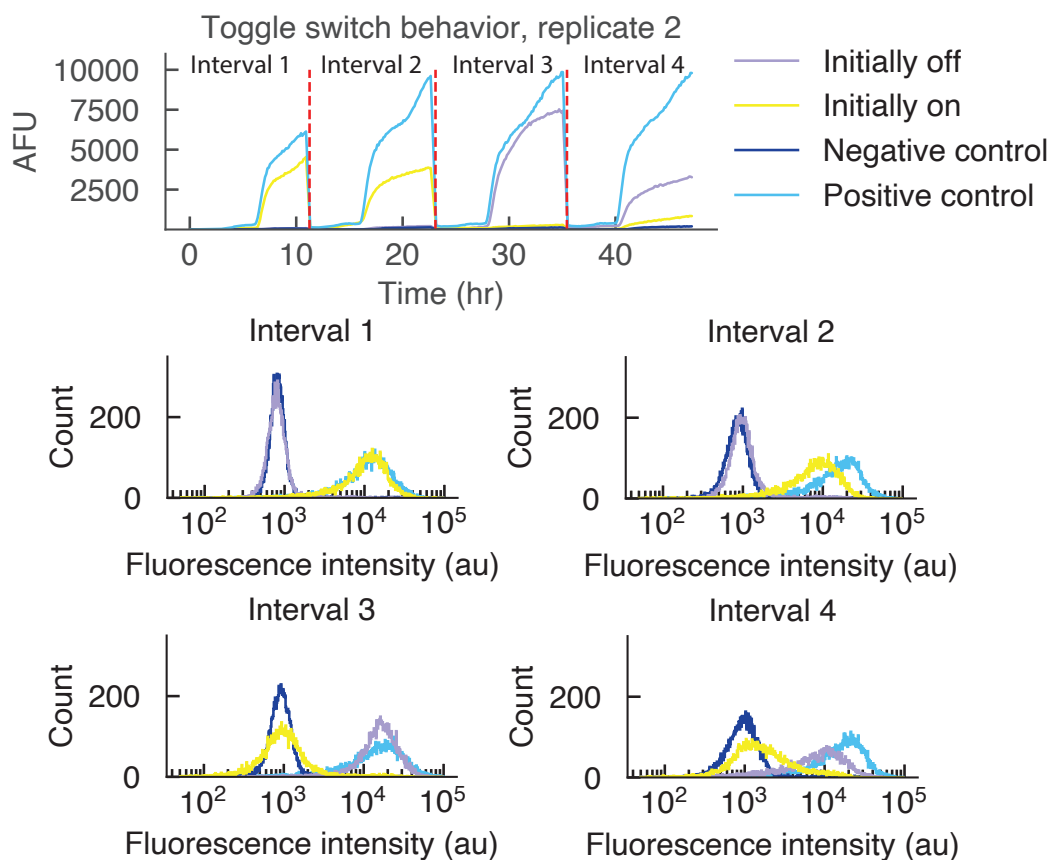 Toggle switch behavior, replicate 2
Interval 1 Interval 2 Interval 3 Interval 4
AFU
10000
7500
5000
2500
0 10 20 30 40
Time (hr)
Initially off
Initially on
Negative control
Positive control
Interval 1
Count
200
0
10² 10³ 10⁴ 10⁵
Fluorescence intensity (au)
Interval 2
Count
200
0
10² 10³ 10⁴ 10⁵
Fluorescence intensity (au)
Interval 3
Count
200
0
10² 10³ 10⁴ 10⁵
Fluorescence intensity (au)
Interval 4
Count
200
0
10² 10³ 10⁴ 10⁵
Fluorescence intensity (au)